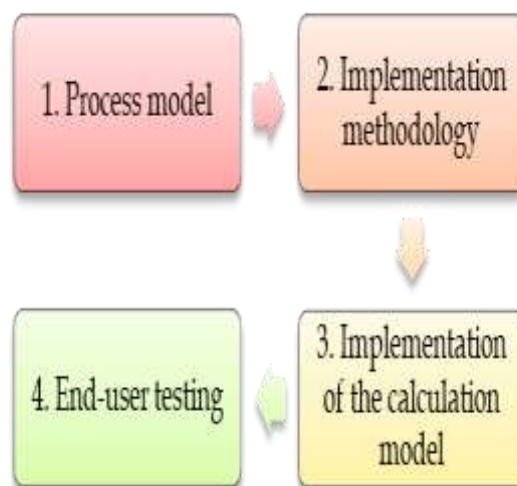 1. Process model
2. Implementation
methodology
3. Implementation
of the calculation
model
4. End-user testing